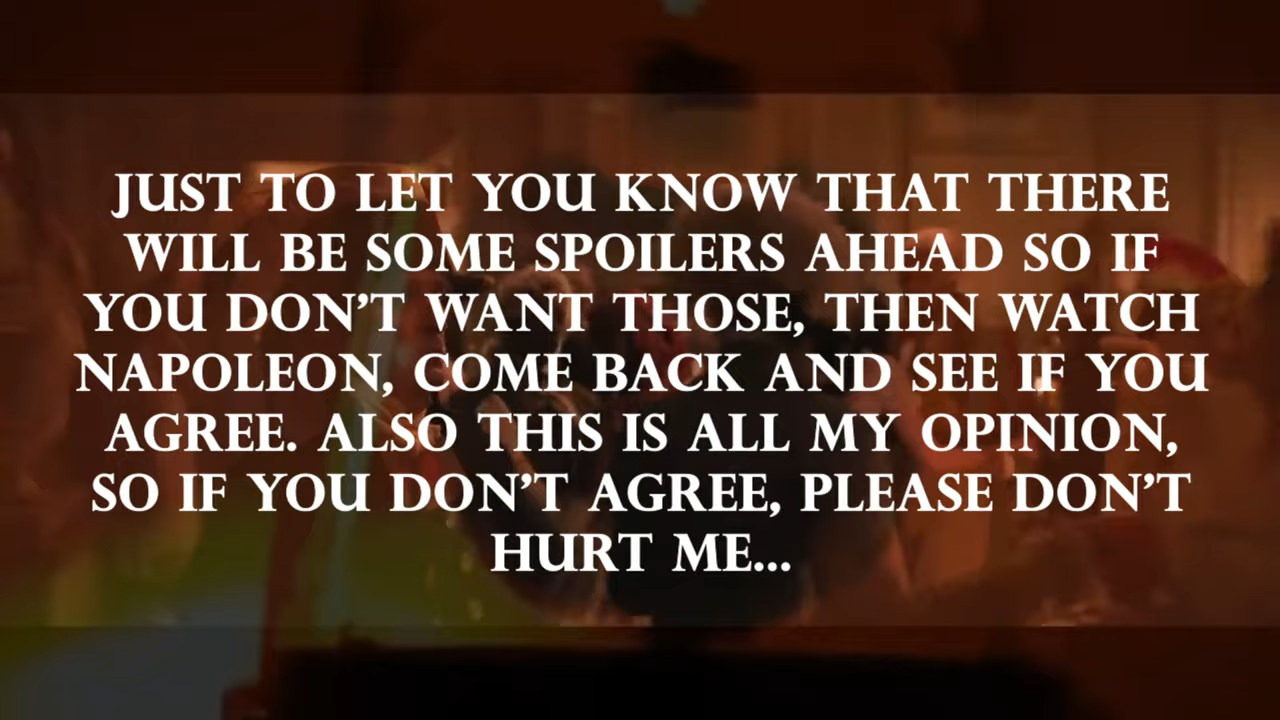 JUST TO LET YOU KNOW THAT THERE
WILL BE SOME SPOILERS AHEAD SO IF
YOU DON'T WANT THOSE, THEN WATCH
NAPOLEON, COME BACK AND SEE IF YOU
AGREE. ALSO THIS IS ALL MY OPINION,
SO IF YOU DON'T AGREE, PLEASE DON'T
HURT ME...